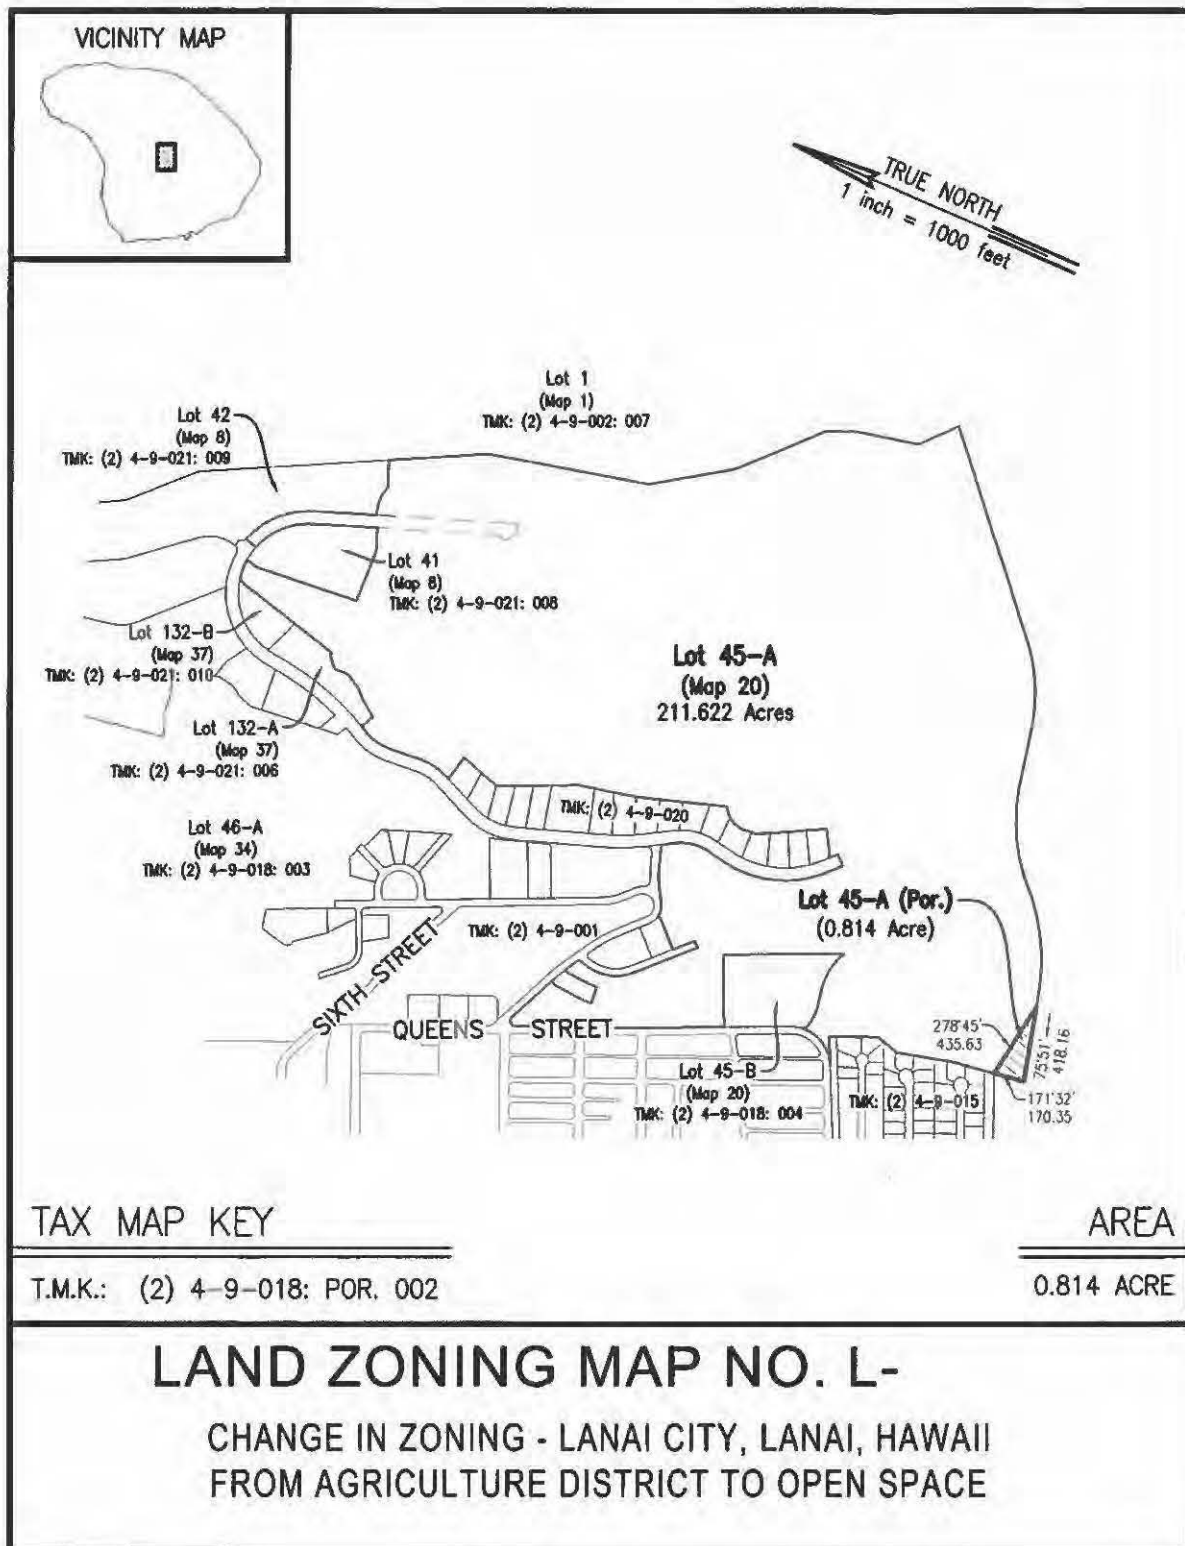 VICINITY MAP
TRUE NORTH
1 inch = 1000 feet
Lot 1
(Map 1)
TMK: (2) 4-9-002: 007
Lot 42
(Map 8)
TMK: (2) 4-9-021: 009
Lot 41
(Map 8)
TMK: (2) 4-9-021: 008
Lot 132-B
(Map 37)
TMK: (2) 4-9-021: 010
Lot 45-A
(Map 20)
211.622 Acres
Lot 132-A
(Map 37)
TMK: (2) 4-9-021: 006
TMK: (2) 4-9-020
Lot 46-A
(Map 34)
TMK: (2) 4-9-018: 003
Lot 45-A (Por.)
(0.814 Acre)
TMK: (2) 4-9-001
SIXTH STREET
QUEENS STREET
278°45'
435.63
75°51'
418.16
Lot 45-B
(Map 20)
TMK: (2) 4-9-018: 004
TMK: (2) 4-9-015
171°32'
170.35
TAX MAP KEY
AREA
T.M.K.: (2) 4-9-018: POR. 002
0.814 ACRE
LAND ZONING MAP NO. L-
CHANGE IN ZONING - LANAI CITY, LANAI, HAWAII
FROM AGRICULTURE DISTRICT TO OPEN SPACE